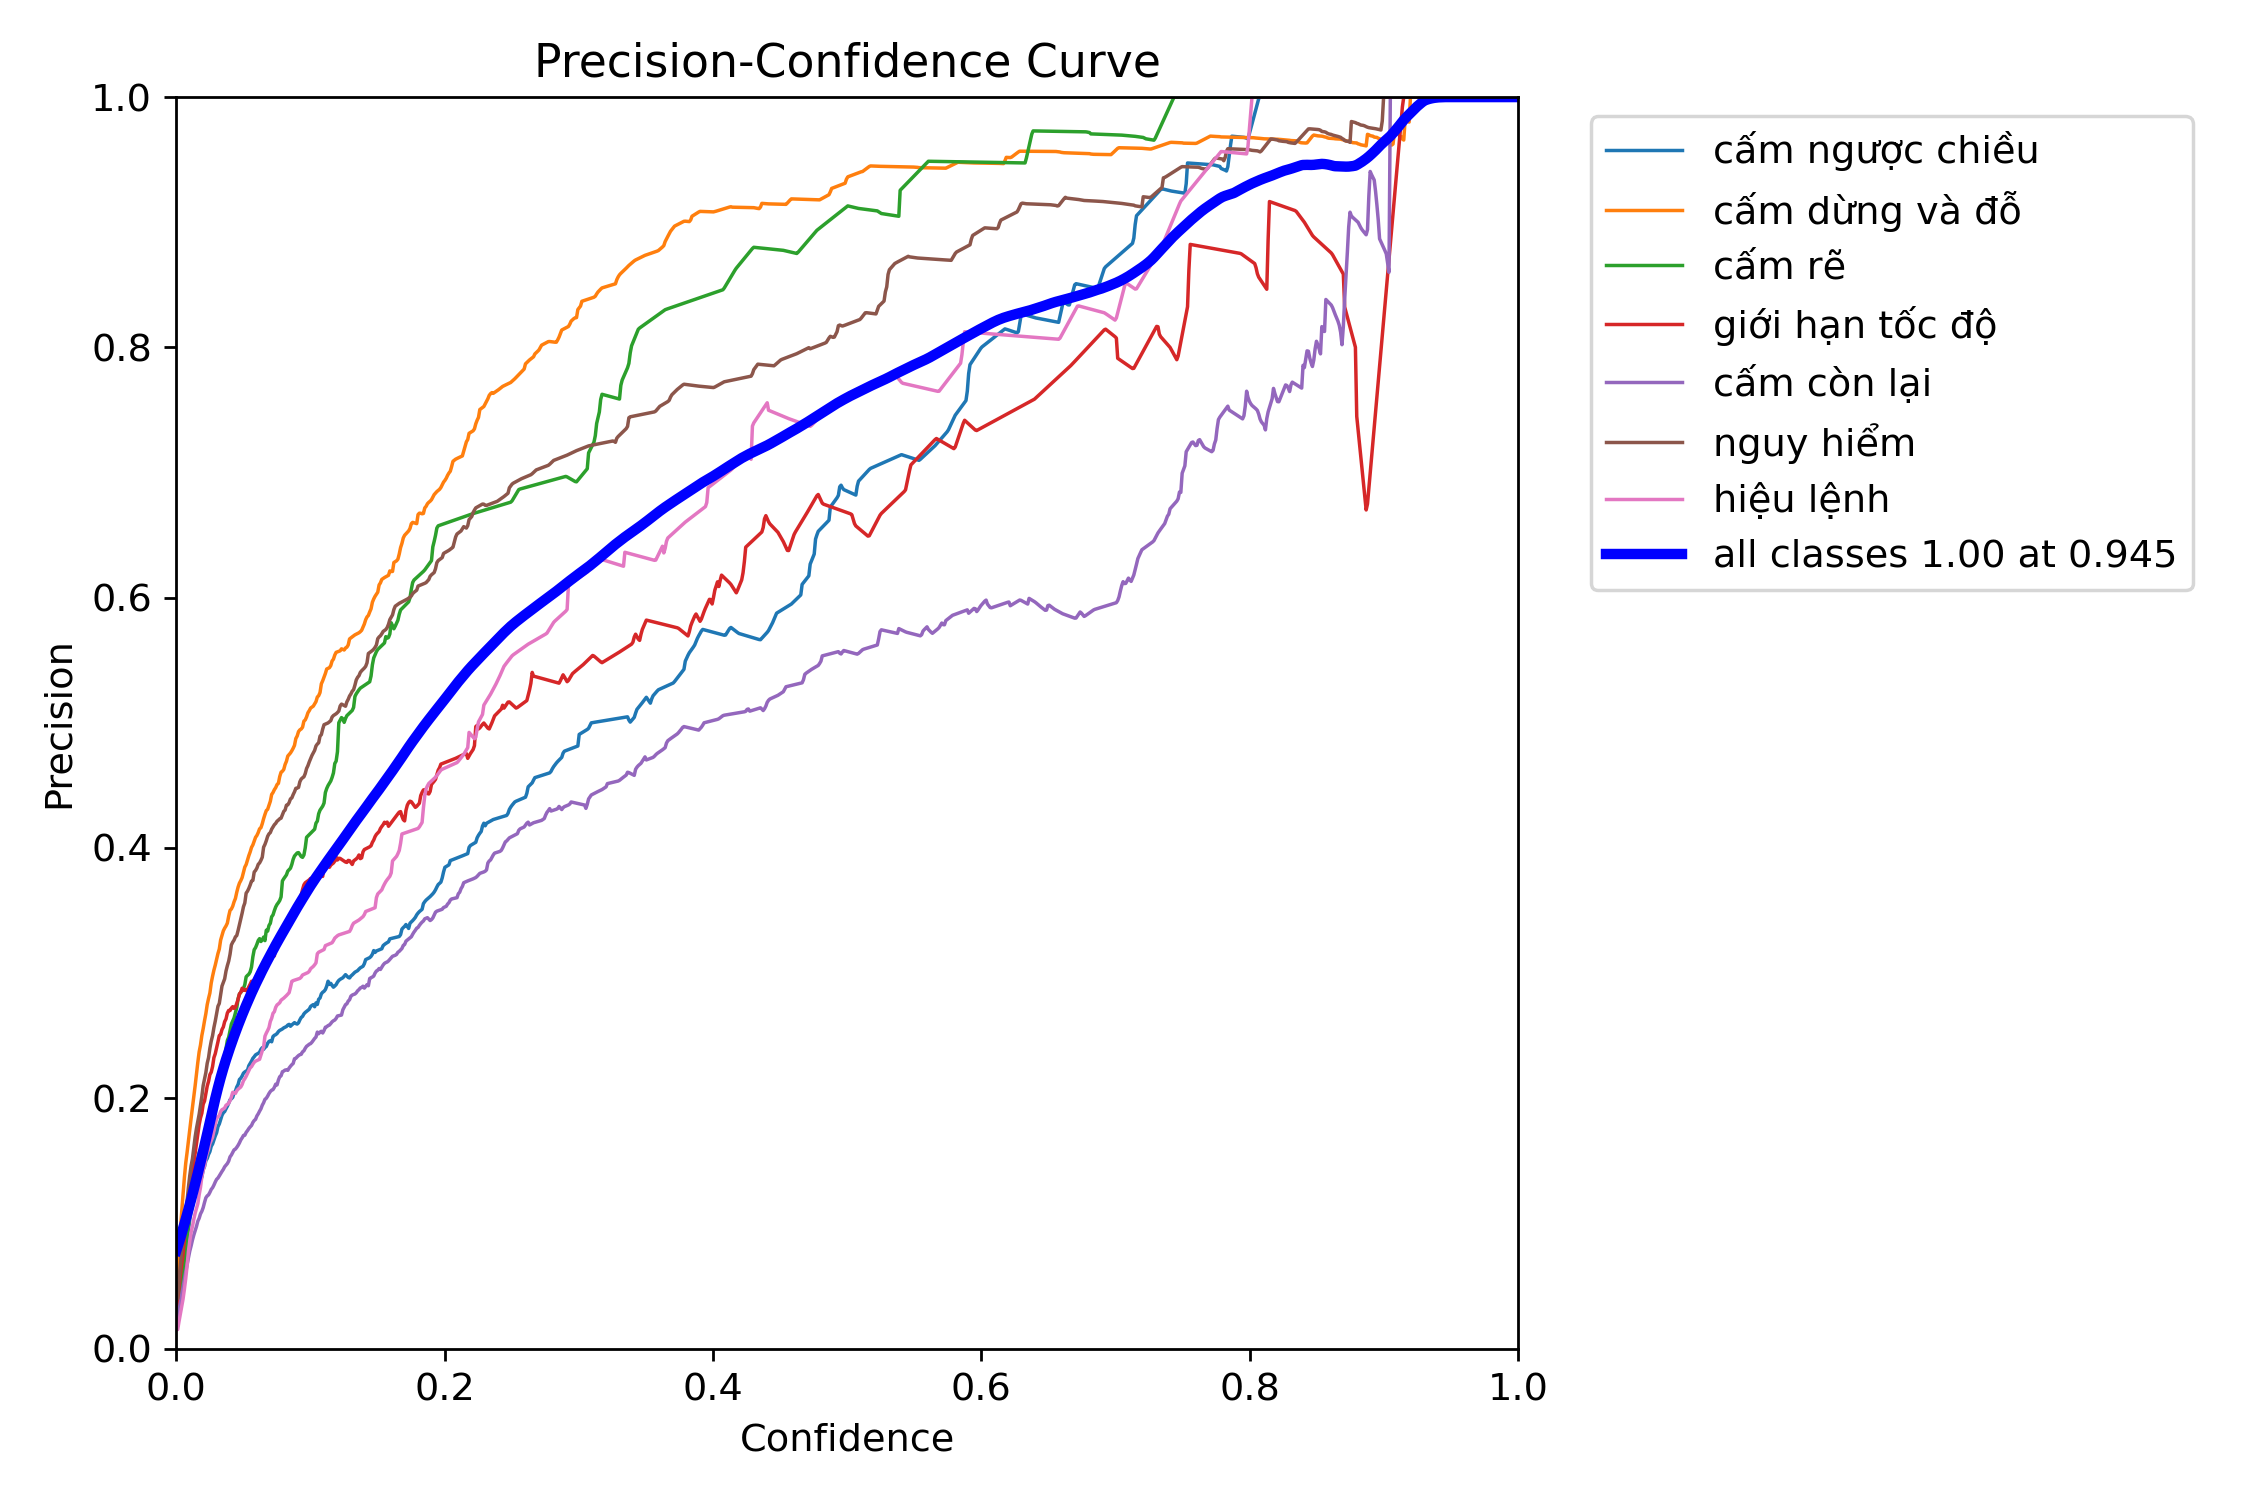 Precision-Confidence Curve
1.0
0.8
0.6
0.4
0.2
0.0
Precision
0.0 0.2 0.4 0.6 0.8 1.0
Confidence
cấm ngược chiều
cấm dừng và đỗ
cấm rẽ
giới hạn tốc độ
cấm còn lại
nguy hiểm
hiệu lệnh
all classes 1.00 at 0.945